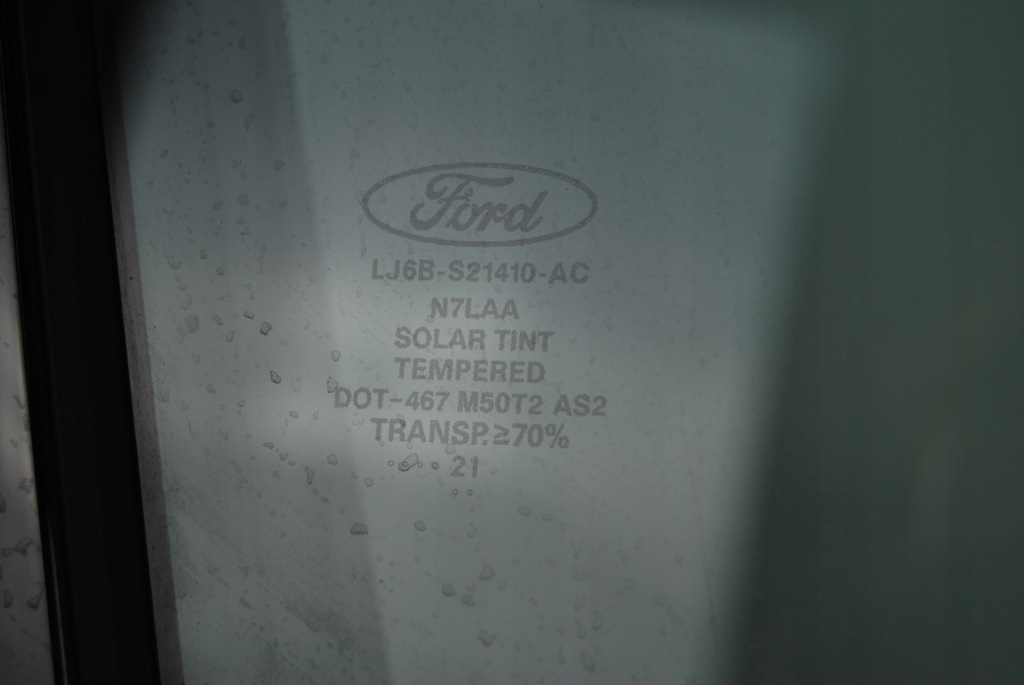 Ford
LJ6B-S21410-AC
N7LAA
SOLAR TINT
TEMPERED
DOT-467 M50T2 AS2
TRANSP.≥70%
21